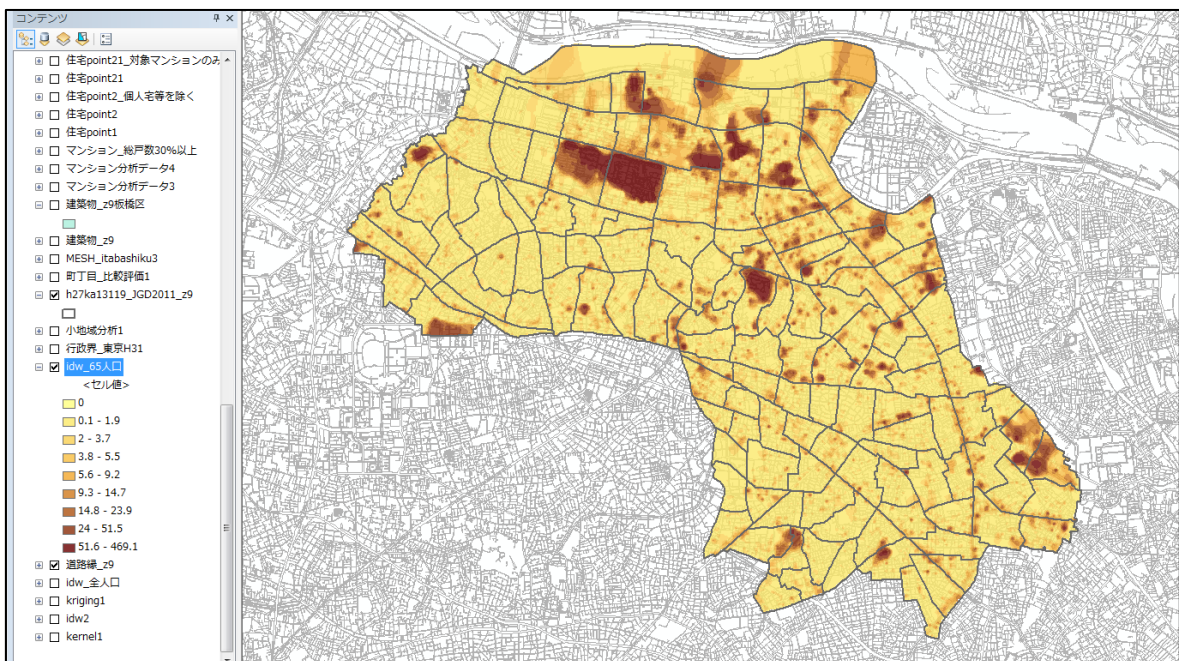 コンテンツ
住宅point21_対象マンションのみ
住宅point21
住宅point2_個人宅等を除く
住宅point2
住宅point1
マンション_総戸数30%以上
マンション分析データ4
マンション分析データ3
建築物_z9板橋区
建築物_z9
MESH_itabashiku3
町丁目_比較評価1
h27ka13119_JGD2011_z9
小地域分析1
行政界_東京H31
idw_65人口
<セル値>
0
0.1 - 1.9
2 - 3.7
3.8 - 5.5
5.6 - 9.2
9.3 - 14.7
14.8 - 23.9
24 - 51.5
51.6 - 469.1
道路縁_z9
idw_全人口
kriging1
idw2
kernel1